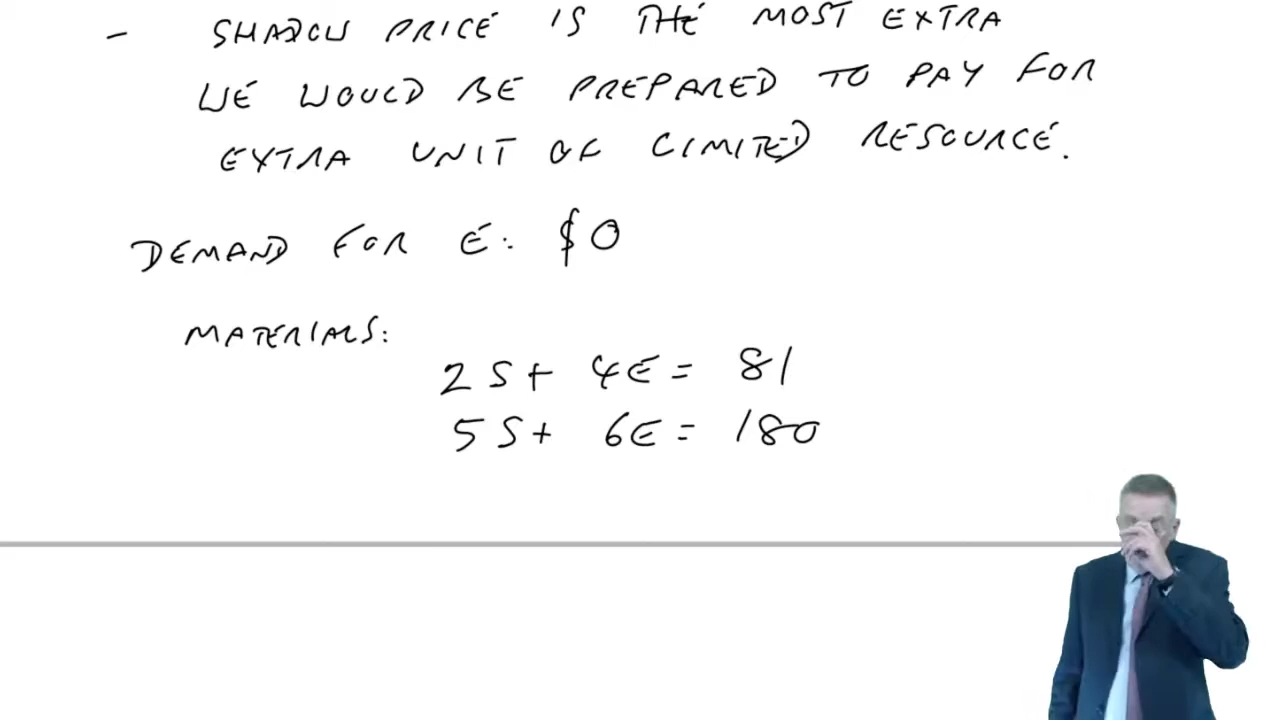 - SHADOW PRICE IS THE MOST EXTRA
WE WOULD BE PREPARED TO PAY FOR
EXTRA UNIT OF LIMITED RESOURCE.
DEMAND FOR E: $0
MATERIALS:
2S + 4E = 81
5S + 6E = 180